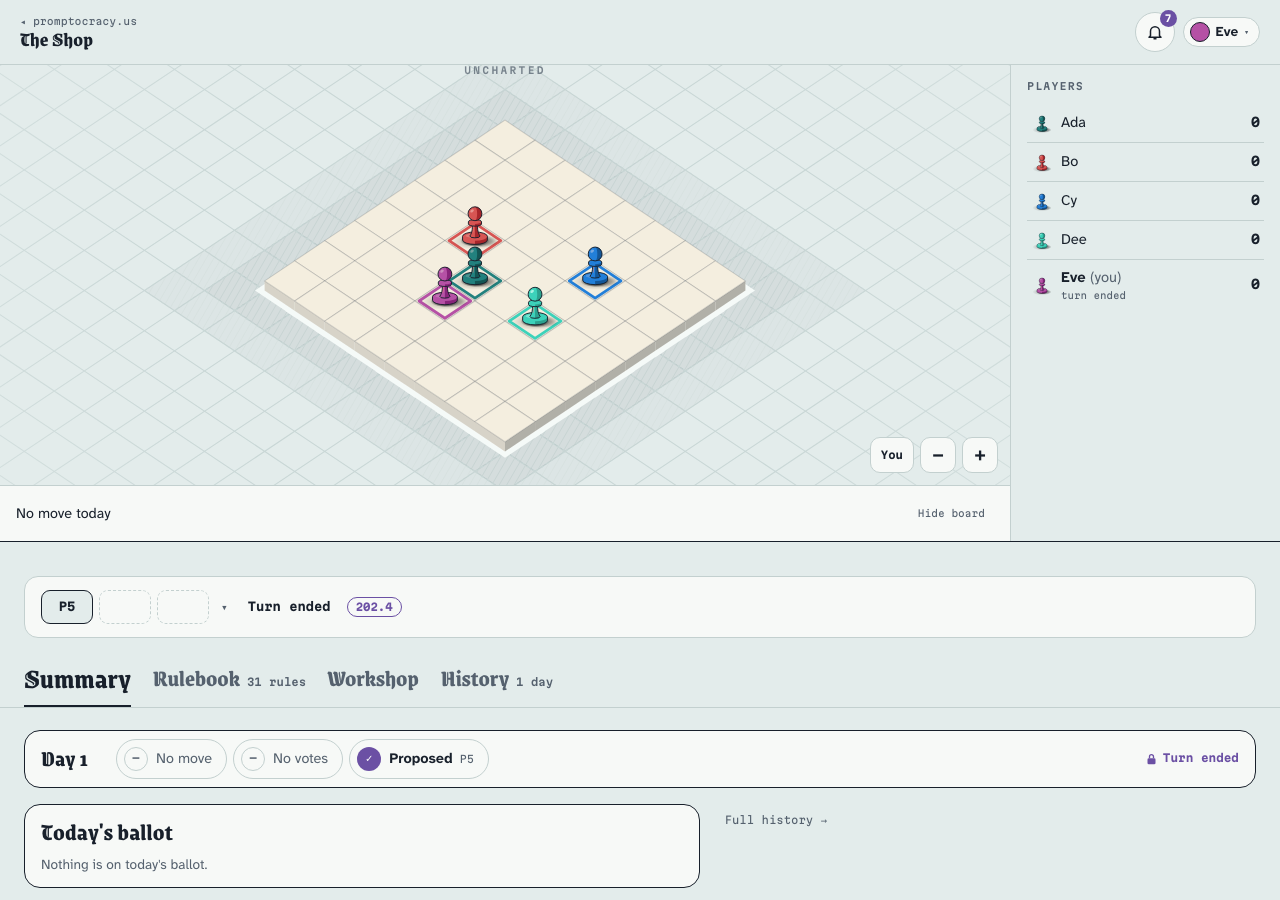 ◂ promptocracy.us
The Shop
7
Eve ▾
UNCHARTED
You
−
+
No move today
Hide board
PLAYERS
Ada 0
Bo 0
Cy 0
Dee 0
Eve (you) 0
turn ended
P5 ▾ Turn ended 202.4
Summary Rulebook 31 rules Workshop History 1 day
Day 1 – No move – No votes ✓ Proposed P5 Turn ended
Today's ballot
Nothing is on today's ballot.
Full history →